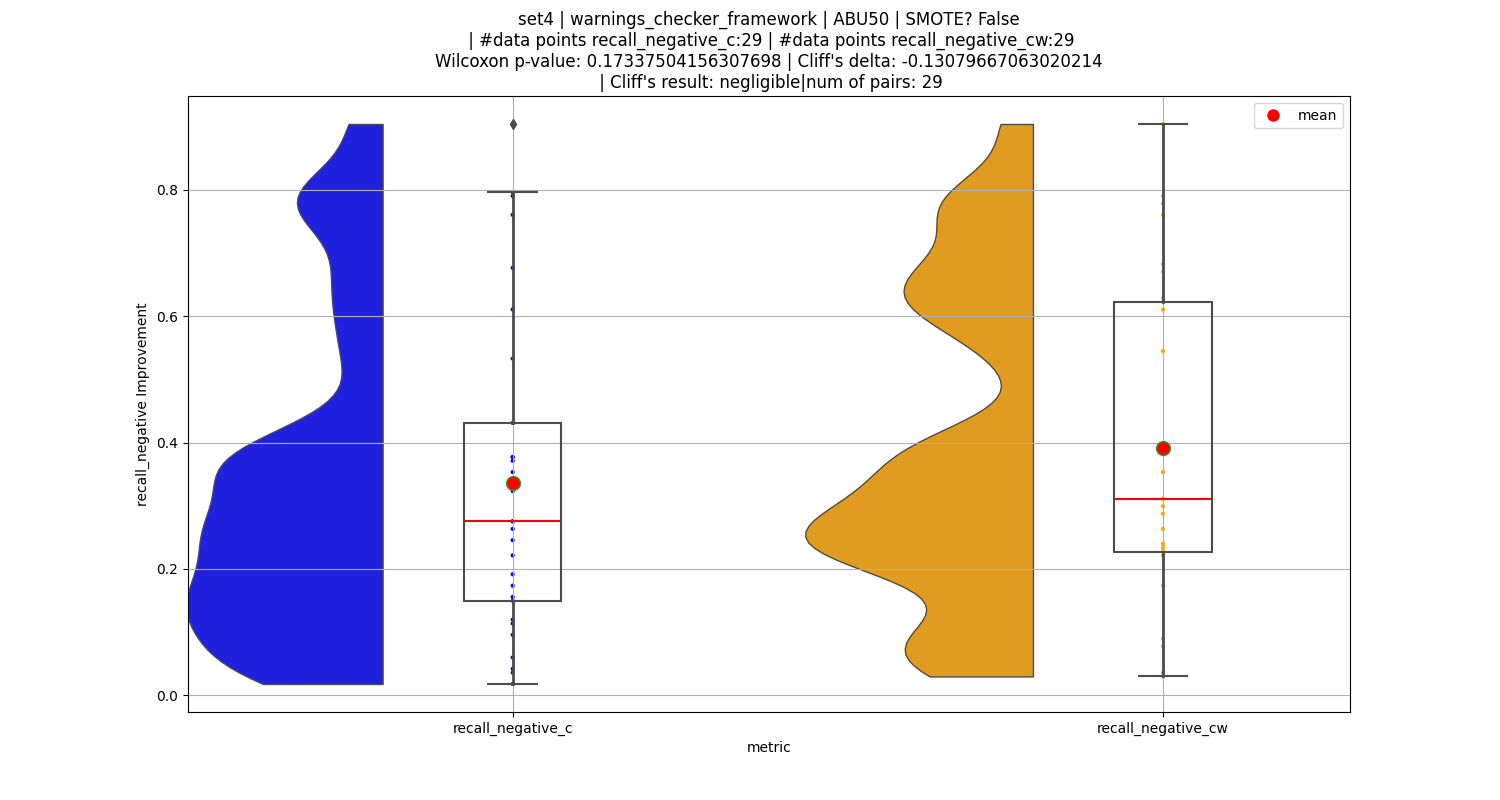 set4 | warnings_checker_framework | ABU50 | SMOTE? False
| #data points recall_negative_c:29 | #data points recall_negative_cw:29
Wilcoxon p-value: 0.17337504156307698 | Cliff's delta: -0.13079667063020214
| Cliff's result: negligible|num of pairs: 29
mean
recall_negative Improvement
0.8
0.6
0.4
0.2
0.0
recall_negative_c
recall_negative_cw
metric